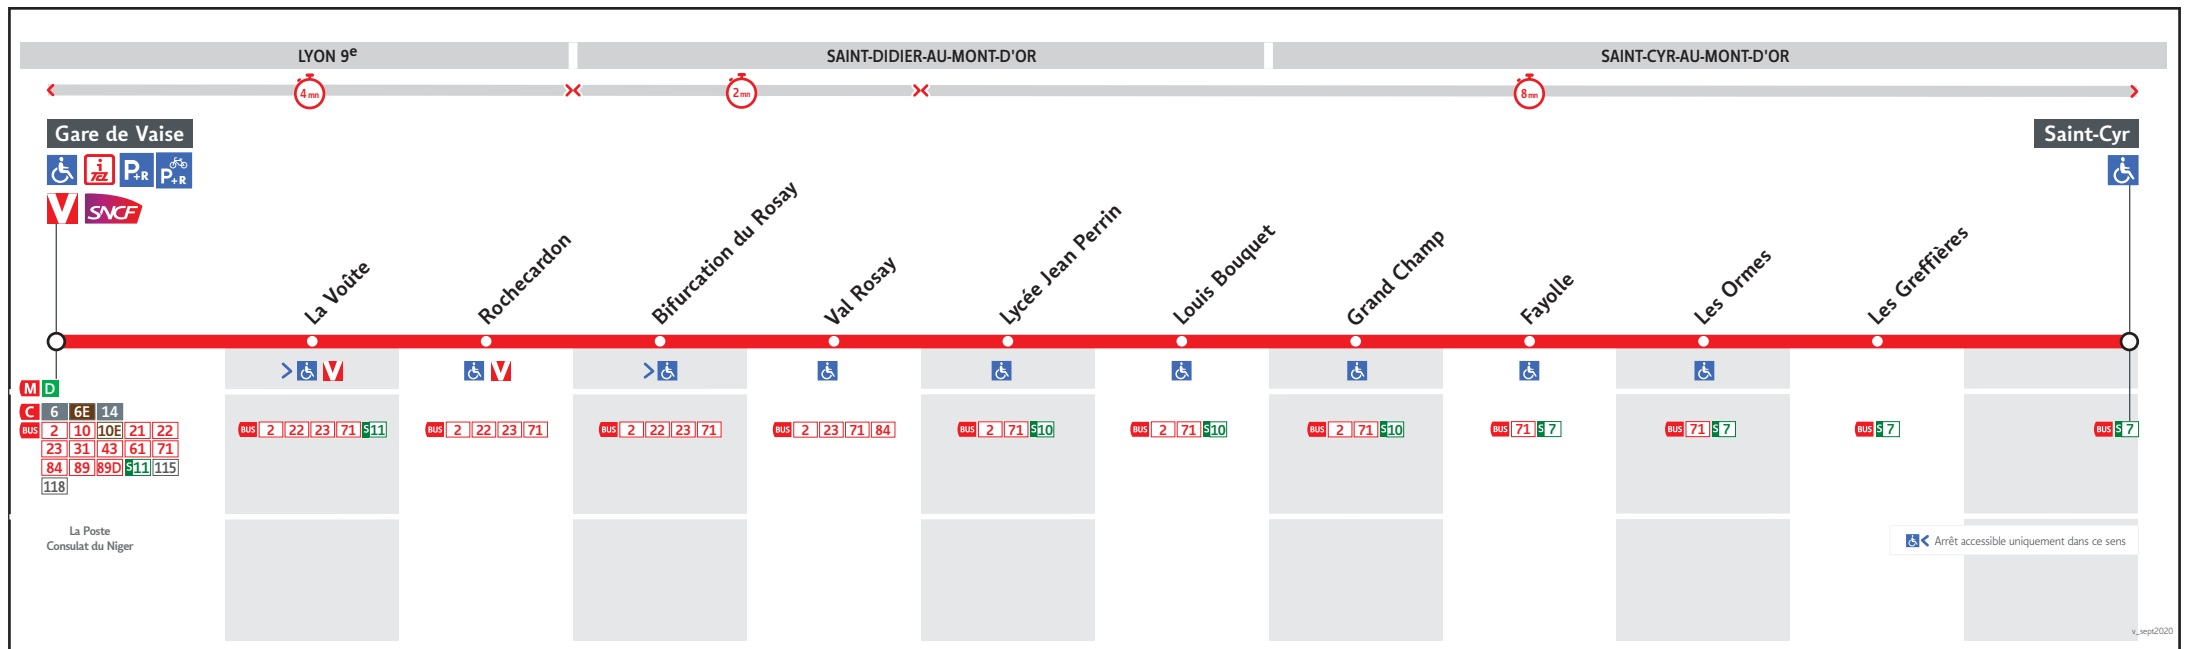 LYON 9e
SAINT-DIDIER-AU-MONT-D'OR
SAINT-CYR-AU-MONT-D'OR
4 mn
2 mn
8 mn
Gare de Vaise
Saint-Cyr
i TCL
P+R
P+R
V
SNCF
La Voûte
Rochecardon
Bifurcation du Rosay
Val Rosay
Lycée Jean Perrin
Louis Bouquet
Grand Champ
Fayolle
Les Ormes
Les Greffières
V
V
M D
C 6 6E 14
BUS 2 10 10E 21 22
23 31 43 61 71
84 89 89D S11 115
118
BUS 2 22 23 71 S11
BUS 2 22 23 71
BUS 2 22 23 71
BUS 2 23 71 84
BUS 2 71 S10
BUS 2 71 S10
BUS 2 71 S10
BUS 71 S7
BUS 71 S7
BUS S7
BUS S7
La Poste
Consulat du Niger
Arrêt accessible uniquement dans ce sens
v_sept2020